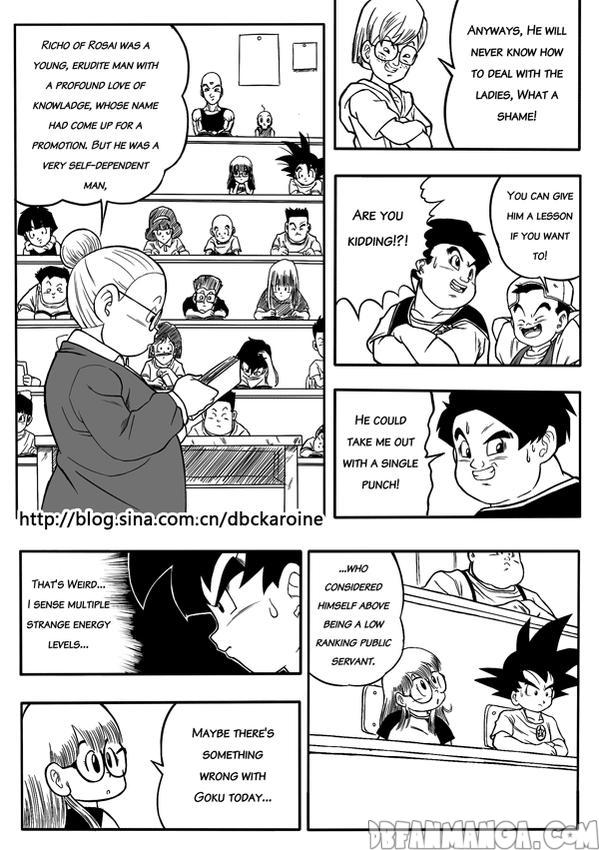 RICHO OF ROSAI WAS A
YOUNG, ERUDITE MAN WITH
A PROFOUND LOVE OF
KNOWLADGE, WHOSE NAME
HAD COME UP FOR A
PROMOTION. BUT HE WAS A
VERY SELF-DEPENDENT
MAN,
ANYWAYS, HE WILL
NEVER KNOW HOW
TO DEAL WITH THE
LADIES, WHAT A
SHAME!
ARE YOU
KIDDING!?!
YOU CAN GIVE
HIM A LESSON
IF YOU WANT
TO!
HE COULD
TAKE ME OUT
WITH A SINGLE
PUNCH!
http://blog.sina.com.cn/dbckaroine
THAT'S WEIRD...
I SENSE MULTIPLE
STRANGE ENERGY
LEVELS...
...WHO
CONSIDERED
HIMSELF ABOVE
BEING A LOW
RANKING PUBLIC
SERVANT.
MAYBE THERE'S
SOMETHING
WRONG WITH
GOKU TODAY...
DBFANMANGA.COM